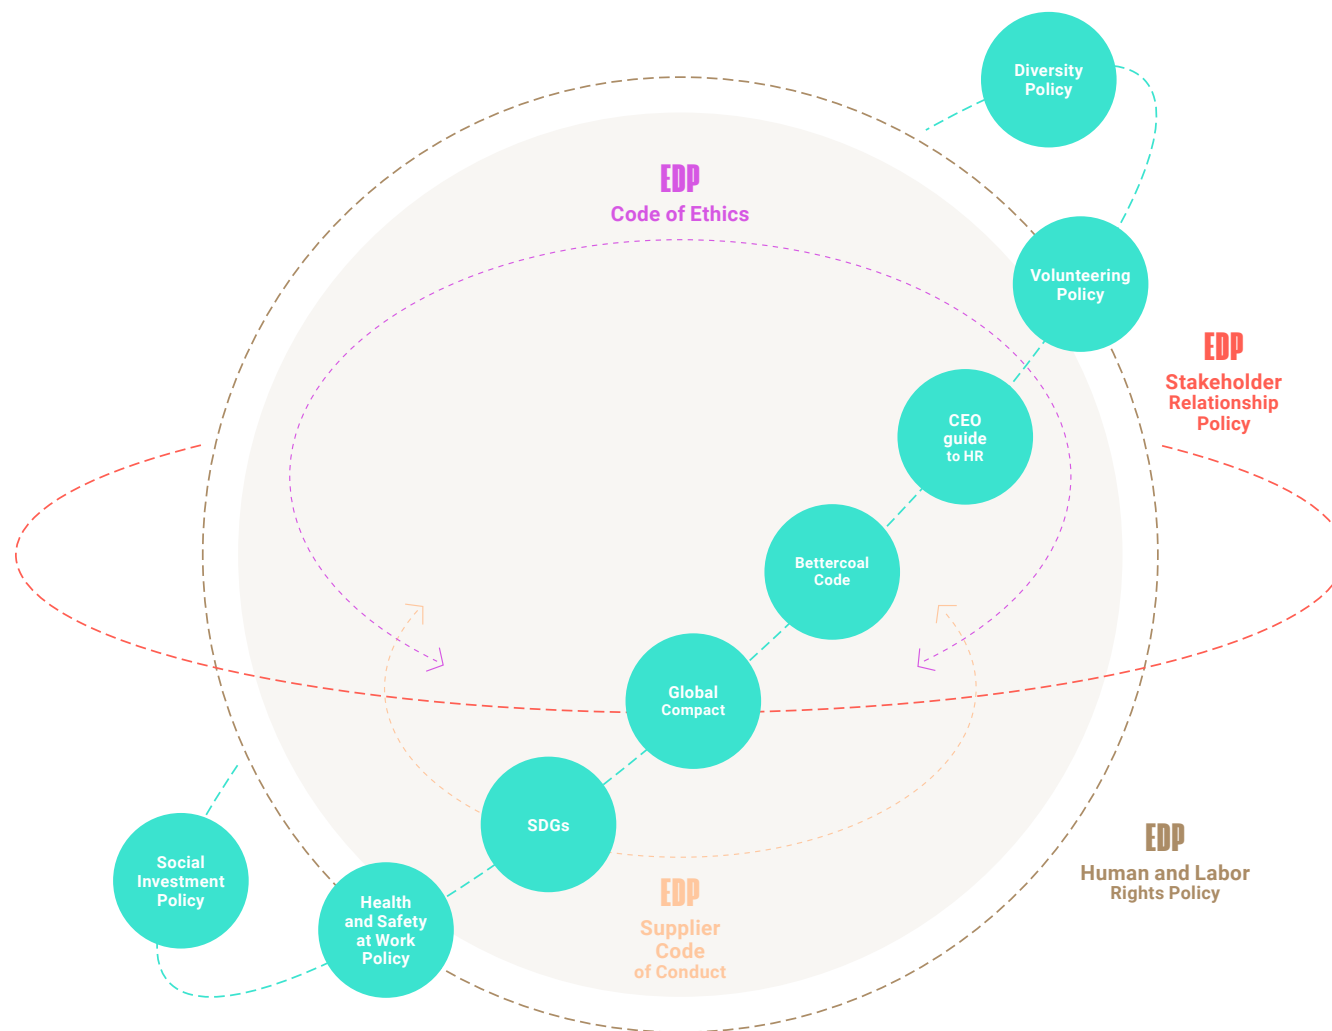 Diversity
Policy
EDP
Code of Ethics
Volunteering
Policy
EDP
Stakeholder
Relationship
Policy
CEO
guide
to HR
Bettercoal
Code
Global
Compact
SDGs
EDP
Human and Labor
Rights Policy
Social
Investment
Policy
Health
and Safety
at Work
Policy
EDP
Supplier
Code
of Conduct